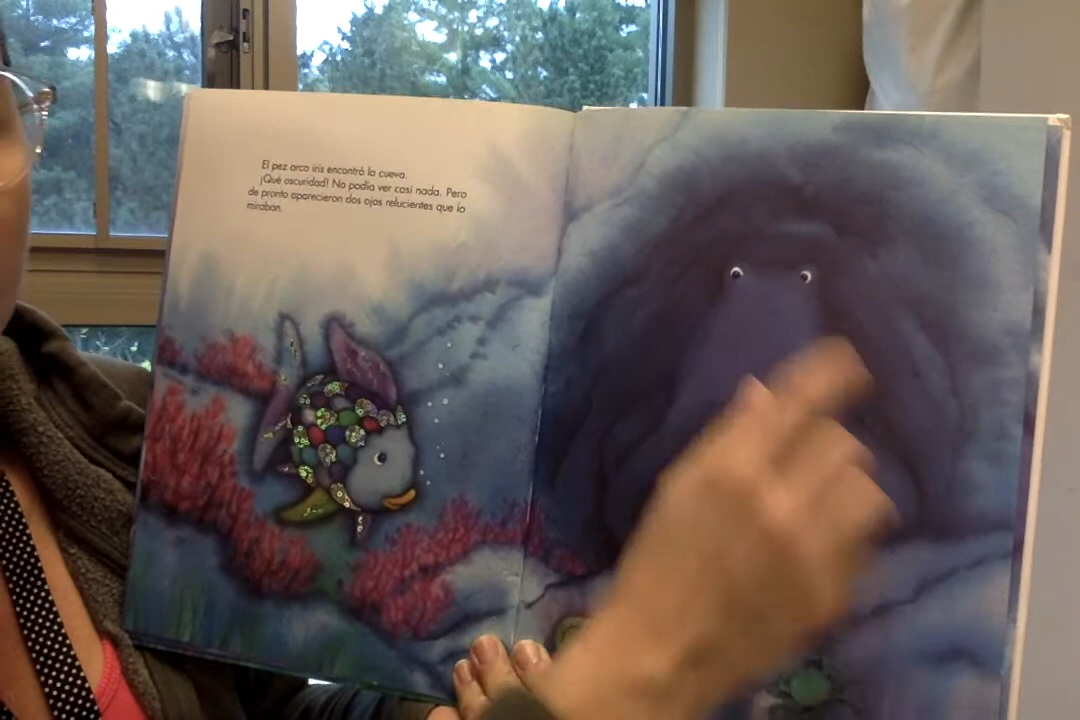 El pez arco iris encontró la cueva.
¡Qué oscuridad! No podía ver casi nada. Pero
de pronto aparecieron dos ojos relucientes que lo
miraban.